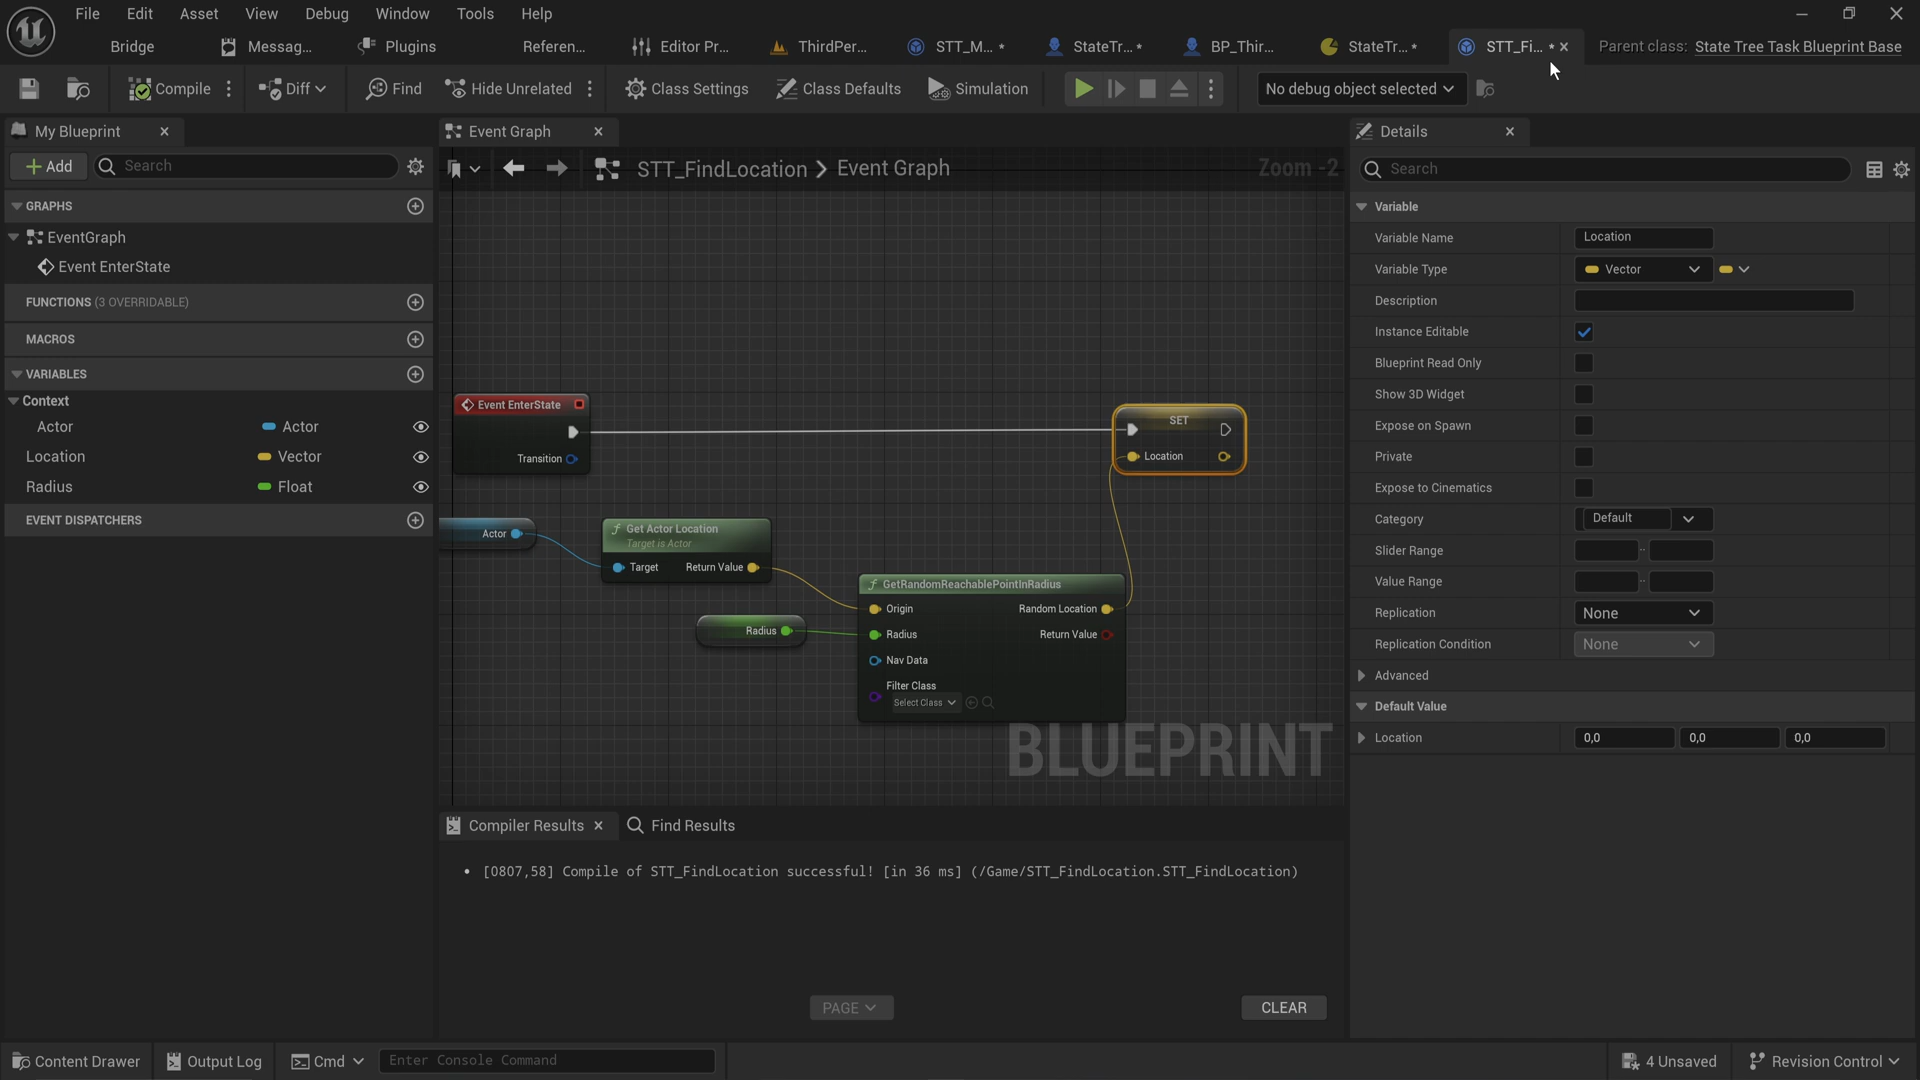 File Edit Asset View Debug Window Tools Help
Bridge Messag... Plugins Referen... Editor Pr... ThirdPer... STT_M... * StateTr... * BP_Thir... StateTr... * STT_Fi... * Parent class: State Tree Task Blueprint Base
Compile Diff Find Hide Unrelated Class Settings Class Defaults Simulation No debug object selected
My Blueprint
Event Graph
Details
+ Add Search
STT_FindLocation > Event Graph Zoom -2
Search
GRAPHS
EventGraph
Event EnterState
FUNCTIONS (3 OVERRIDABLE)
MACROS
VARIABLES
Context
Actor Actor
Location Vector
Radius Float
EVENT DISPATCHERS
Event EnterState
Transition
SET
Location
Actor
Get Actor Location
Target is Actor
Target Return Value
Radius
GetRandomReachablePointInRadius
Origin Random Location
Radius Return Value
Nav Data
Filter Class
Select Class
BLUEPRINT
Variable
Variable Name Location
Variable Type Vector
Description
Instance Editable
Blueprint Read Only
Show 3D Widget
Expose on Spawn
Private
Expose to Cinematics
Category Default
Slider Range ..
Value Range ..
Replication None
Replication Condition None
Advanced
Default Value
Location 0,0 0,0 0,0
Compiler Results Find Results
• [0807,58] Compile of STT_FindLocation successful! [in 36 ms] (/Game/STT_FindLocation.STT_FindLocation)
PAGE CLEAR
Content Drawer Output Log Cmd Enter Console Command 4 Unsaved Revision Control